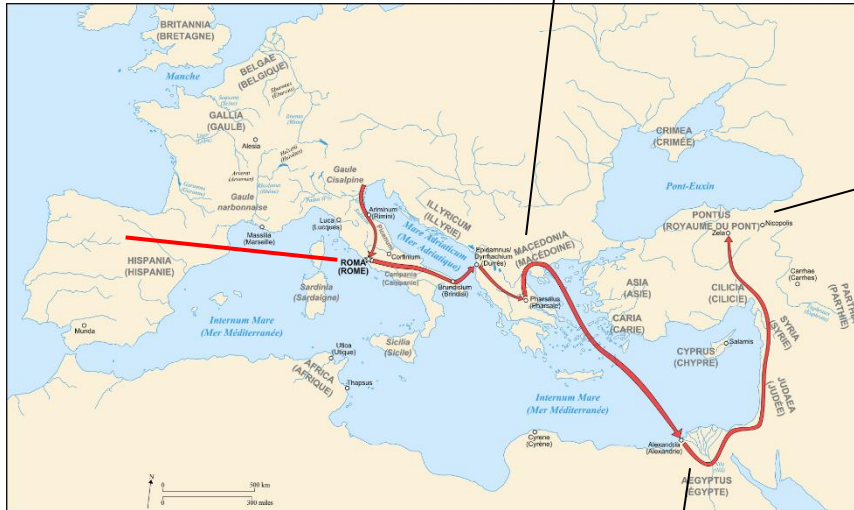 BRITANNIA
(BRETAGNE)
BELGAE
(BELGIQUE)
Manche
GALLIA
(GAULE)
Alesia
CRIMEA
(CRIMÉE)
Gaule
Cisalpine
Pont-Euxin
Gaule
narbonnaise
Luca
(Lucques)
Ariminum
(Rimini)
ILLYRICUM
(ILLYRIE)
PONTUS
(ROYAUME DU PONT)
Nicopolis
Zela
Massilia
(Marseille)
Picenum
Mare Adriaticum
(Mer Adriatique)
Epidamnus/
Dyrrhachium
(Durrës)
MACEDONIA
(MACÉDOINE)
HISPANIA
(HISPANIE)
ROMA
(ROME)
Corfinium
Campania
(Campanie)
Brundisium
(Brindisi)
Pharsalus
(Pharsale)
ASIA
(ASIE)
CILICIA
(CILICIE)
Carrhae
(Carrhes)
Sardinia
(Sardaigne)
CARIA
(CARIE)
SYRIA
(SYRIE)
Internum Mare
(Mer Méditerranée)
Munda
Utica
(Utique)
Sicilia
(Sicile)
Salamis
CYPRUS
(CHYPRE)
AFRICA
(AFRIQUE)
Thapsus
JUDAEA
(JUDÉE)
Internum Mare
(Mer Méditerranée)
Cyrene
(Cyrène)
Alexandria
(Alexandrie)
AEGYPTUS
(ÉGYPTE)
N
300 km
300 miles